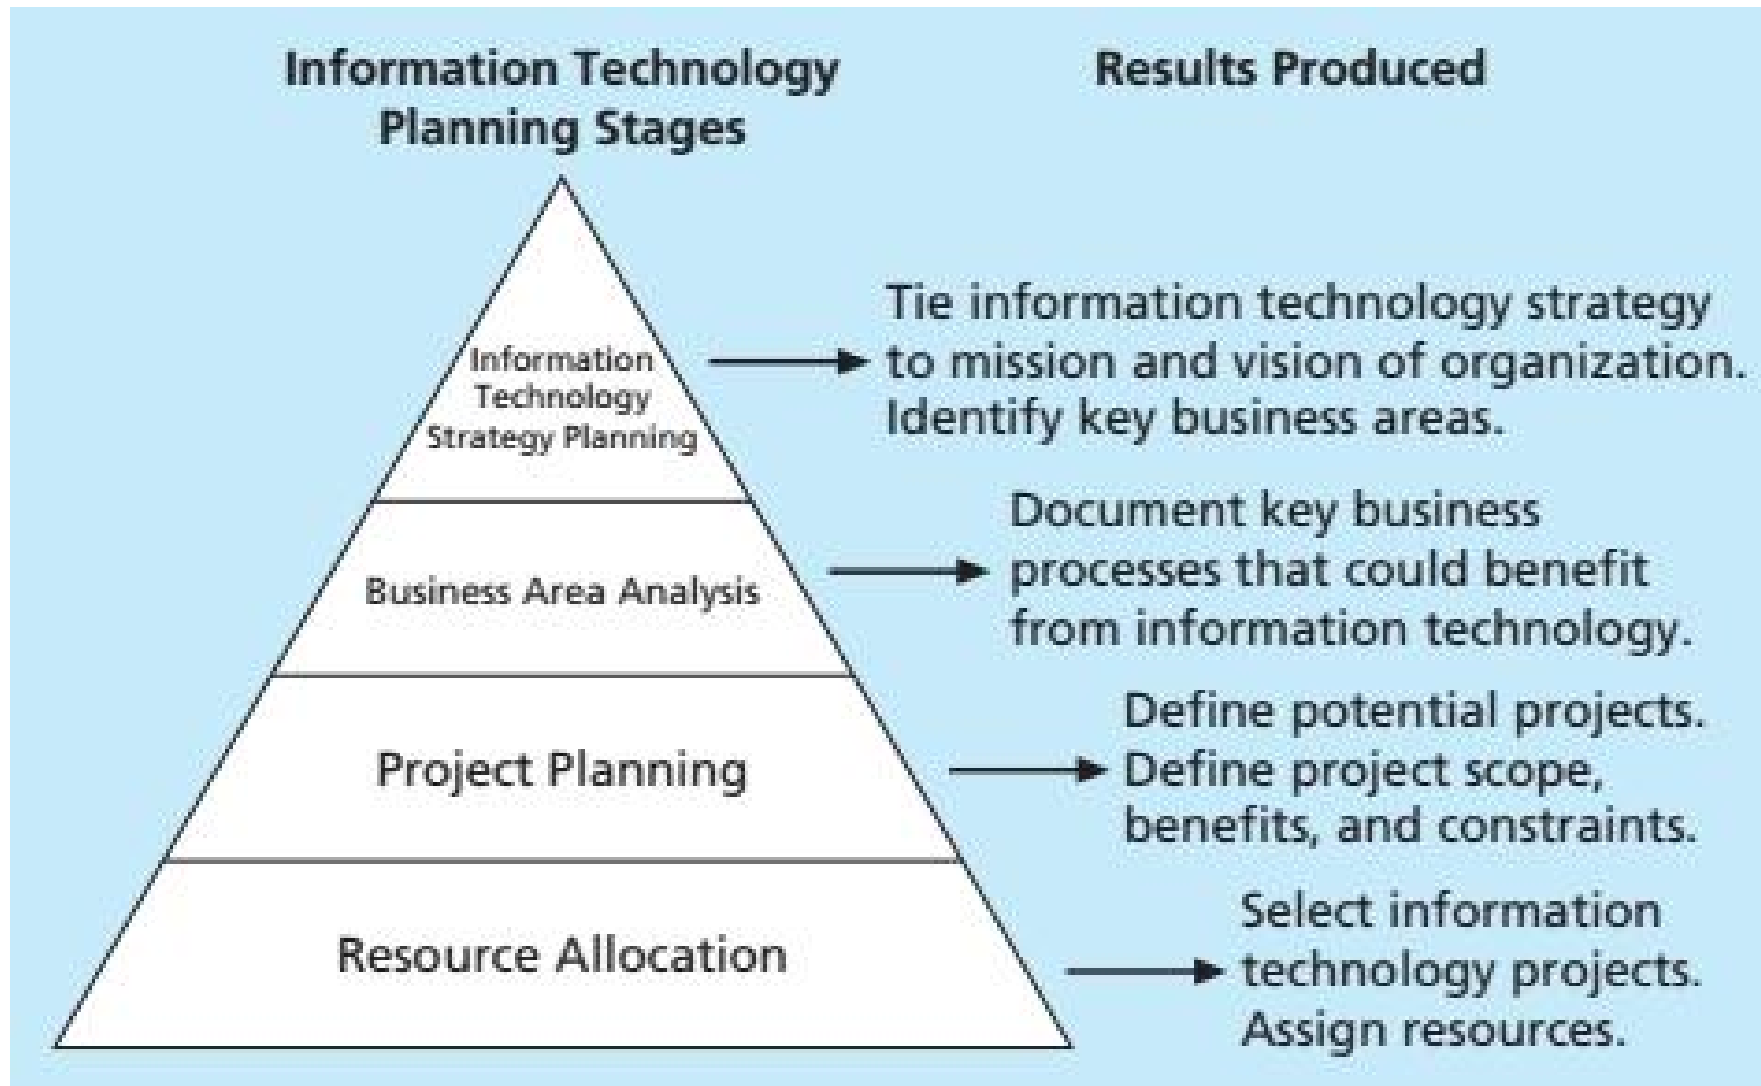 Information Technology
Planning Stages
Results Produced
Information
Technology
Strategy Planning
Tie information technology strategy
to mission and vision of organization.
Identify key business areas.
Business Area Analysis
Document key business
processes that could benefit
from information technology.
Project Planning
Define potential projects.
Define project scope,
benefits, and constraints.
Resource Allocation
Select information
technology projects.
Assign resources.